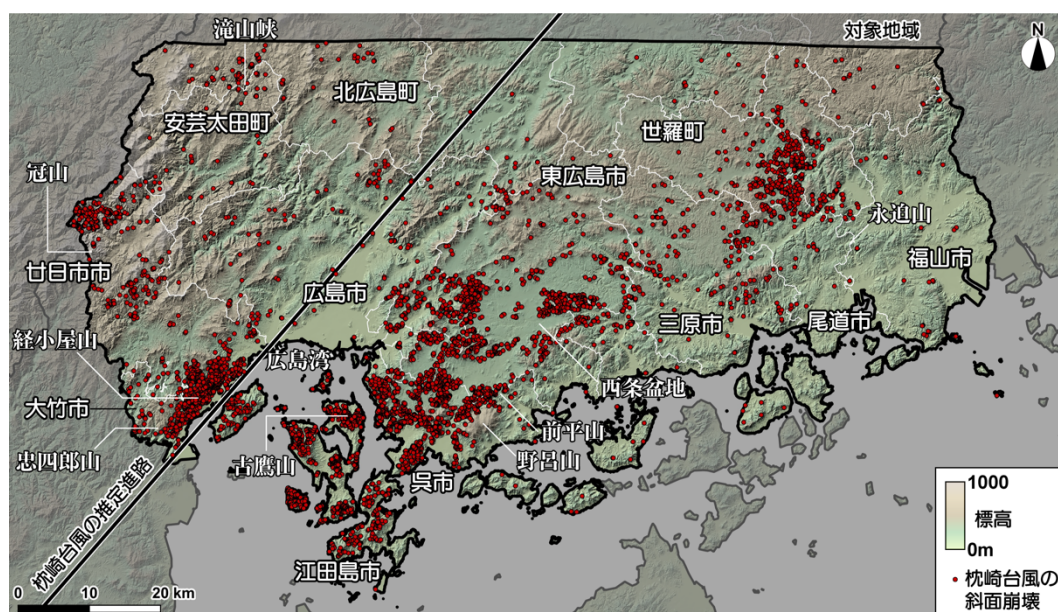 滝山峡
対象地域
N
北広島町
安芸太田町
世羅町
冠山
東広島市
永迫山
廿日市市
福山市
広島市
経小屋山
三原市
尾道市
広島湾
西条盆地
大竹市
前平山
忠四郎山
古鷹山
野呂山
呉市
枕崎台風の推定進路
江田島市
1000
標高
0m
枕崎台風の
斜面崩壊
0 10 20 km